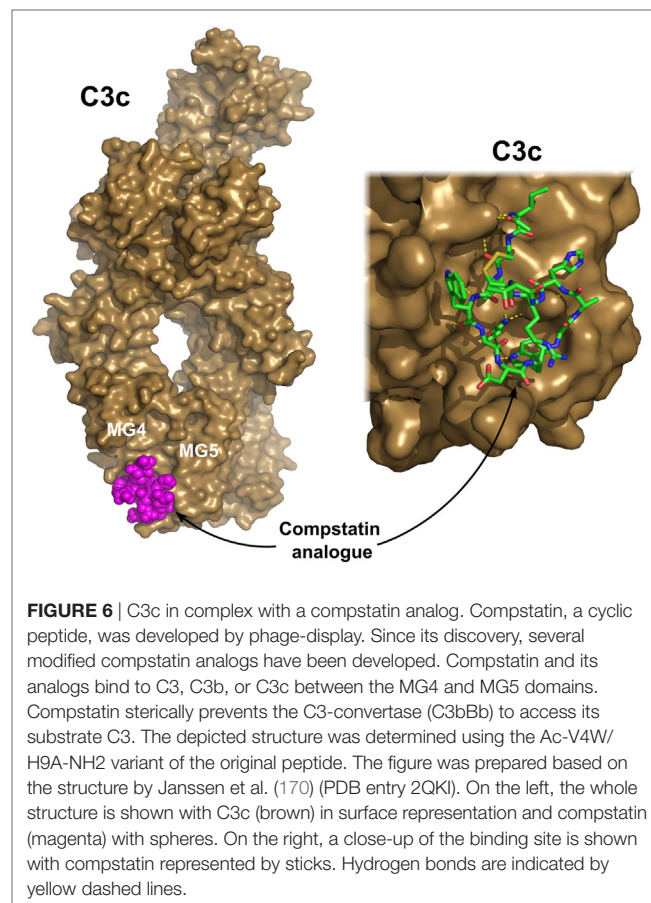 C3c
C3c
MG4
MG5
Compstatin
analogue
FIGURE 6 | C3c in complex with a compstatin analog. Compstatin, a cyclic
peptide, was developed by phage-display. Since its discovery, several
modified compstatin analogs have been developed. Compstatin and its
analogs bind to C3, C3b, or C3c between the MG4 and MG5 domains.
Compstatin sterically prevents the C3-convertase (C3bBb) to access its
substrate C3. The depicted structure was determined using the Ac-V4W/
H9A-NH2 variant of the original peptide. The figure was prepared based on
the structure by Janssen et al. (170) (PDB entry 2QKI). On the left, the whole
structure is shown with C3c (brown) in surface representation and compstatin
(magenta) with spheres. On the right, a close-up of the binding site is shown
with compstatin represented by sticks. Hydrogen bonds are indicated by
yellow dashed lines.